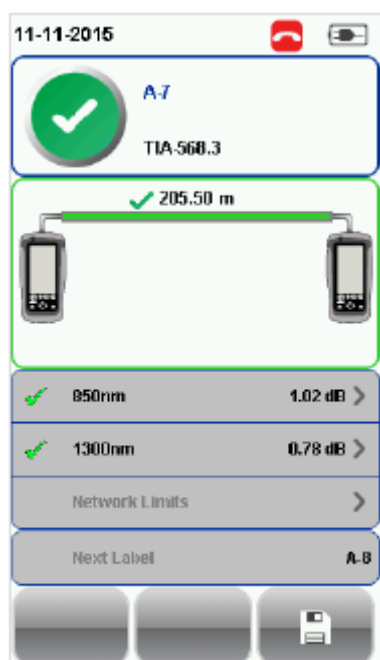 11-11-2015
A-7
TIA-568.3
205.50 m
850nm 1.02 dB
1300nm 0.78 dB
Network Limits
Next Label A-8